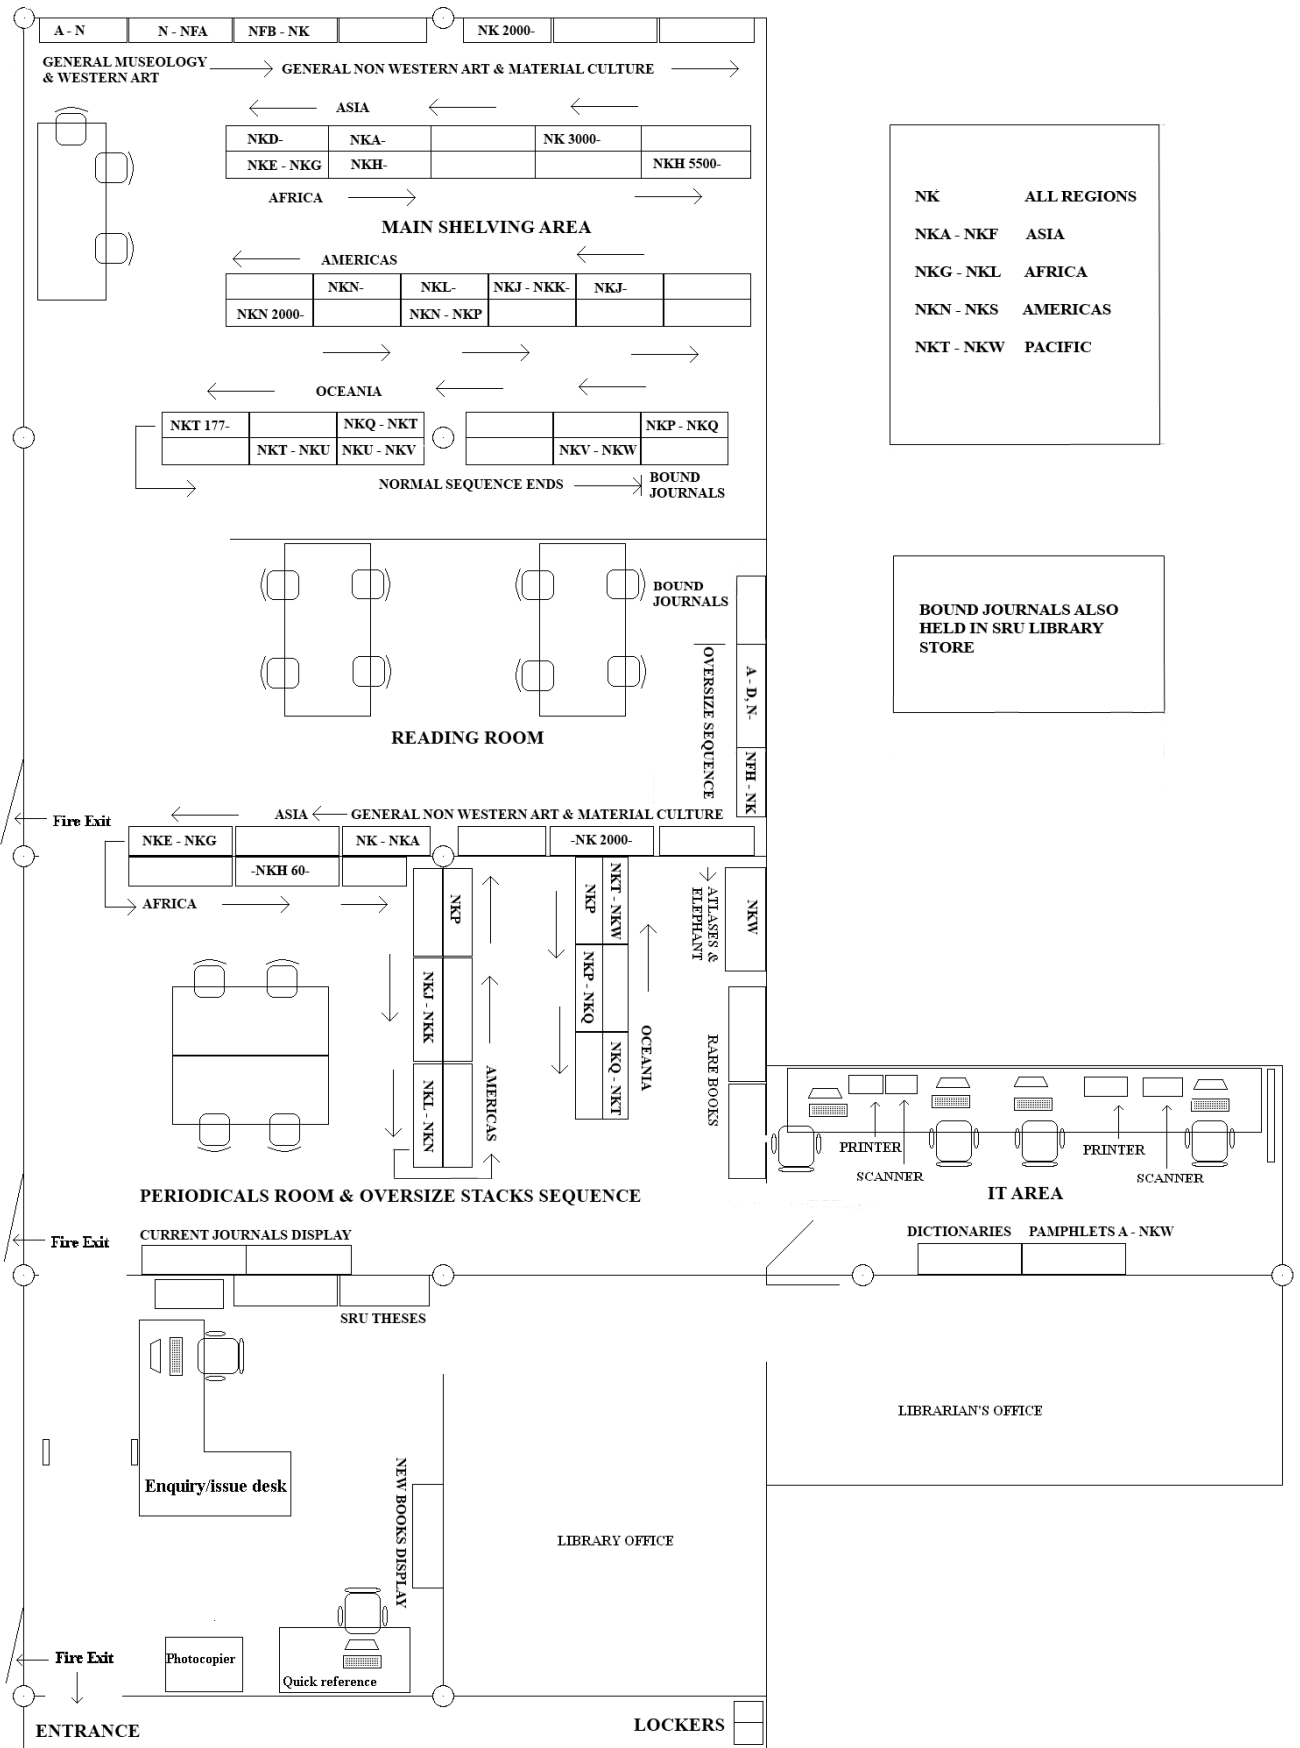 A - N
N - NFA
NFB - NK
NK 2000-
GENERAL MUSEOLOGY
& WESTERN ART
GENERAL NON WESTERN ART & MATERIAL CULTURE
ASIA
NKD-
NKA-
NK 3000-
NKE - NKG
NKH-
NKH 5500-
AFRICA
MAIN SHELVING AREA
AMERICAS
NKN-
NKL-
NKJ - NKK-
NKJ-
NKN 2000-
NKN - NKP
OCEANIA
NKT 177-
NKQ - NKT
NKP - NKQ
NKT - NKU
NKU - NKV
NKV - NKW
NORMAL SEQUENCE ENDS
BOUND
JOURNALS
NK ALL REGIONS
NKA - NKF ASIA
NKG - NKL AFRICA
NKN - NKS AMERICAS
NKT - NKW PACIFIC
BOUND JOURNALS ALSO
HELD IN SRU LIBRARY
STORE
BOUND
JOURNALS
OVERSIZE SEQUENCE
A - D, N-
NFH - NK
READING ROOM
Fire Exit
ASIA
GENERAL NON WESTERN ART & MATERIAL CULTURE
NKE - NKG
NK - NKA
-NK 2000-
-NKH 60-
AFRICA
NKP
NKJ - NKK
NKL - NKN
AMERICAS
NKP
NKT - NKW
NKP - NKQ
NKQ - NKT
OCEANIA
ATLASES &
ELEPHANT
NKW
RARE BOOKS
PRINTER
SCANNER
PRINTER
SCANNER
IT AREA
PERIODICALS ROOM & OVERSIZE STACKS SEQUENCE
CURRENT JOURNALS DISPLAY
DICTIONARIES
PAMPHLETS A - NKW
Fire Exit
SRU THESES
LIBRARIAN'S OFFICE
Enquiry/issue desk
NEW BOOKS DISPLAY
LIBRARY OFFICE
Fire Exit
Photocopier
Quick reference
ENTRANCE
LOCKERS